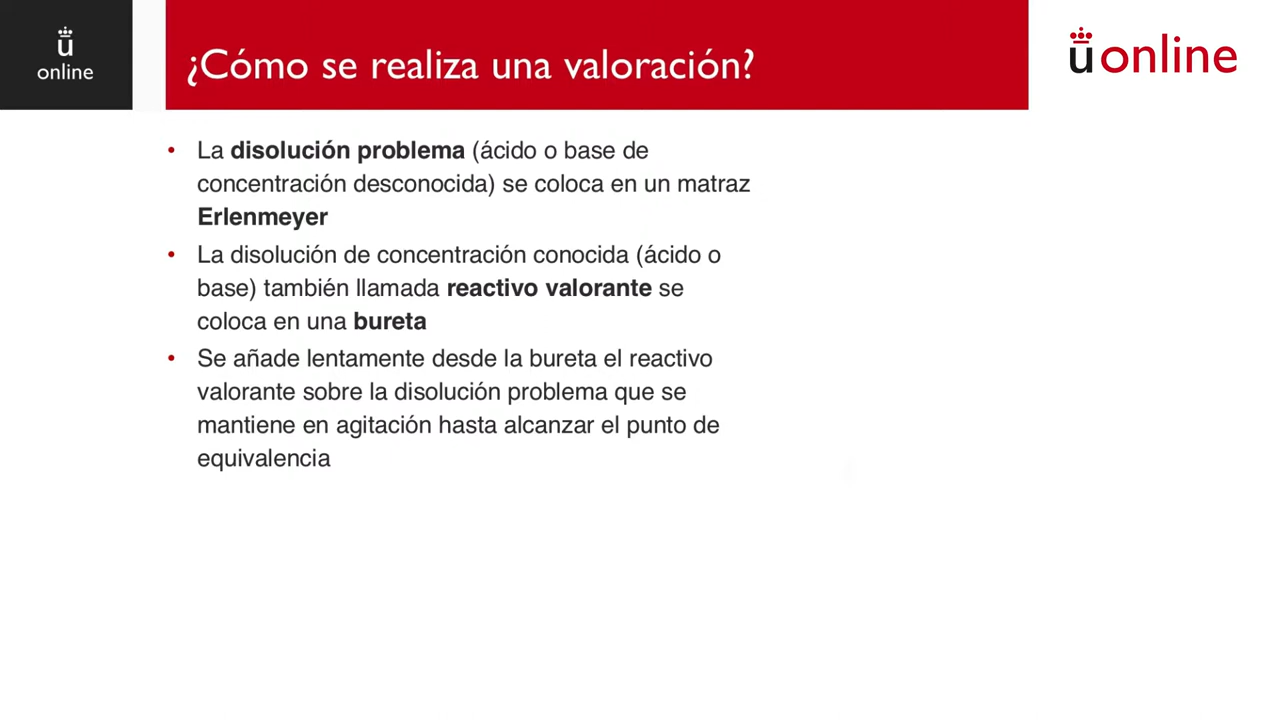 ü
online
¿Cómo se realiza una valoración?
ü online
• La disolución problema (ácido o base de
concentración desconocida) se coloca en un matraz
Erlenmeyer
• La disolución de concentración conocida (ácido o
base) también llamada reactivo valorante se
coloca en una bureta
• Se añade lentamente desde la bureta el reactivo
valorante sobre la disolución problema que se
mantiene en agitación hasta alcanzar el punto de
equivalencia